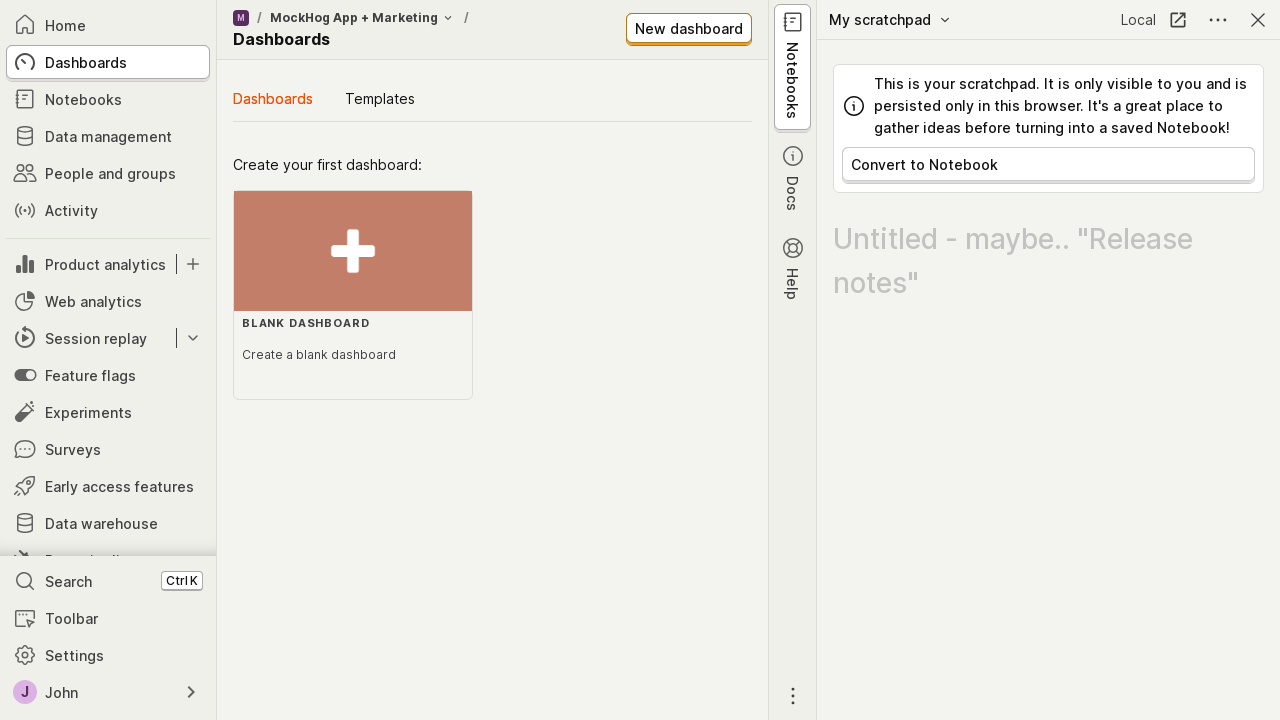 Home
Dashboards
Notebooks
Data management
People and groups
Activity
Product analytics
Web analytics
Session replay
Feature flags
Experiments
Surveys
Early access features
Data warehouse
Search Ctrl K
Toolbar
Settings
J John
M / MockHog App + Marketing /
Dashboards
New dashboard
Dashboards Templates
Create your first dashboard:
BLANK DASHBOARD
Create a blank dashboard
Notebooks
Docs
Help
My scratchpad Local
This is your scratchpad. It is only visible to you and is
persisted only in this browser. It's a great place to
gather ideas before turning into a saved Notebook!
Convert to Notebook
Untitled - maybe.. "Release
notes"